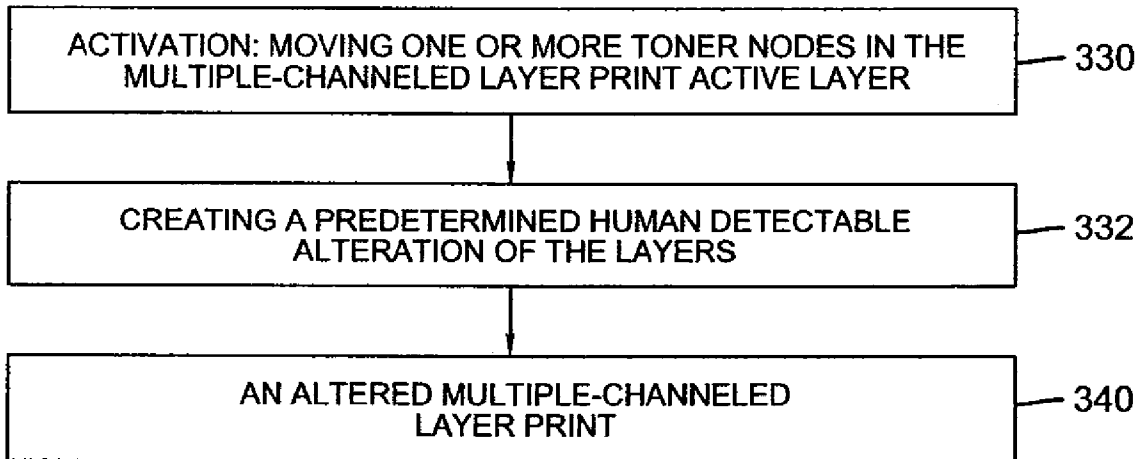 ACTIVATION: MOVING ONE OR MORE TONER NODES IN THE
MULTIPLE-CHANNELED LAYER PRINT ACTIVE LAYER
330
CREATING A PREDETERMINED HUMAN DETECTABLE
ALTERATION OF THE LAYERS
332
AN ALTERED MULTIPLE-CHANNELED
LAYER PRINT
340